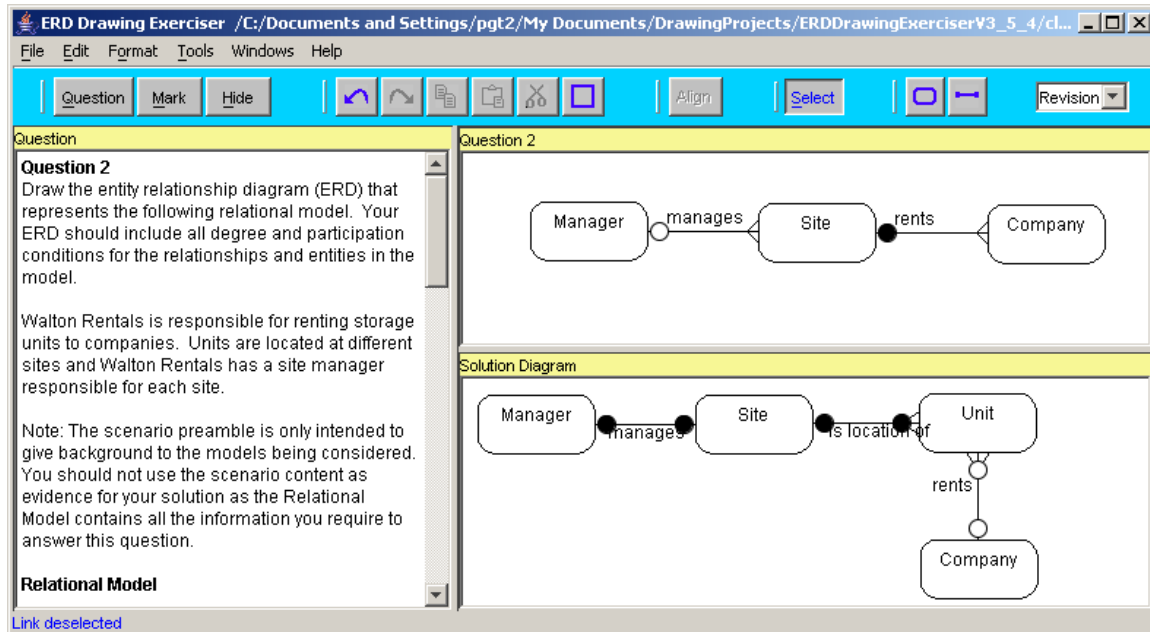 ERD Drawing Exerciser /C:/Documents and Settings/pgt2/My Documents/DrawingProjects/ERDDrawingExerciserV3_5_4/cl...
File Edit Format Tools Windows Help
Question Mark Hide Align Select Revision
Question
Question 2
Draw the entity relationship diagram (ERD) that
represents the following relational model. Your
ERD should include all degree and participation
conditions for the relationships and entities in the
model.
Walton Rentals is responsible for renting storage
units to companies. Units are located at different
sites and Walton Rentals has a site manager
responsible for each site.
Note: The scenario preamble is only intended to
give background to the models being considered.
You should not use the scenario content as
evidence for your solution as the Relational
Model contains all the information you require to
answer this question.
Relational Model
Question 2
Manager manages Site rents Company
Solution Diagram
Manager manages Site is location of Unit
rents
Company
Link deselected